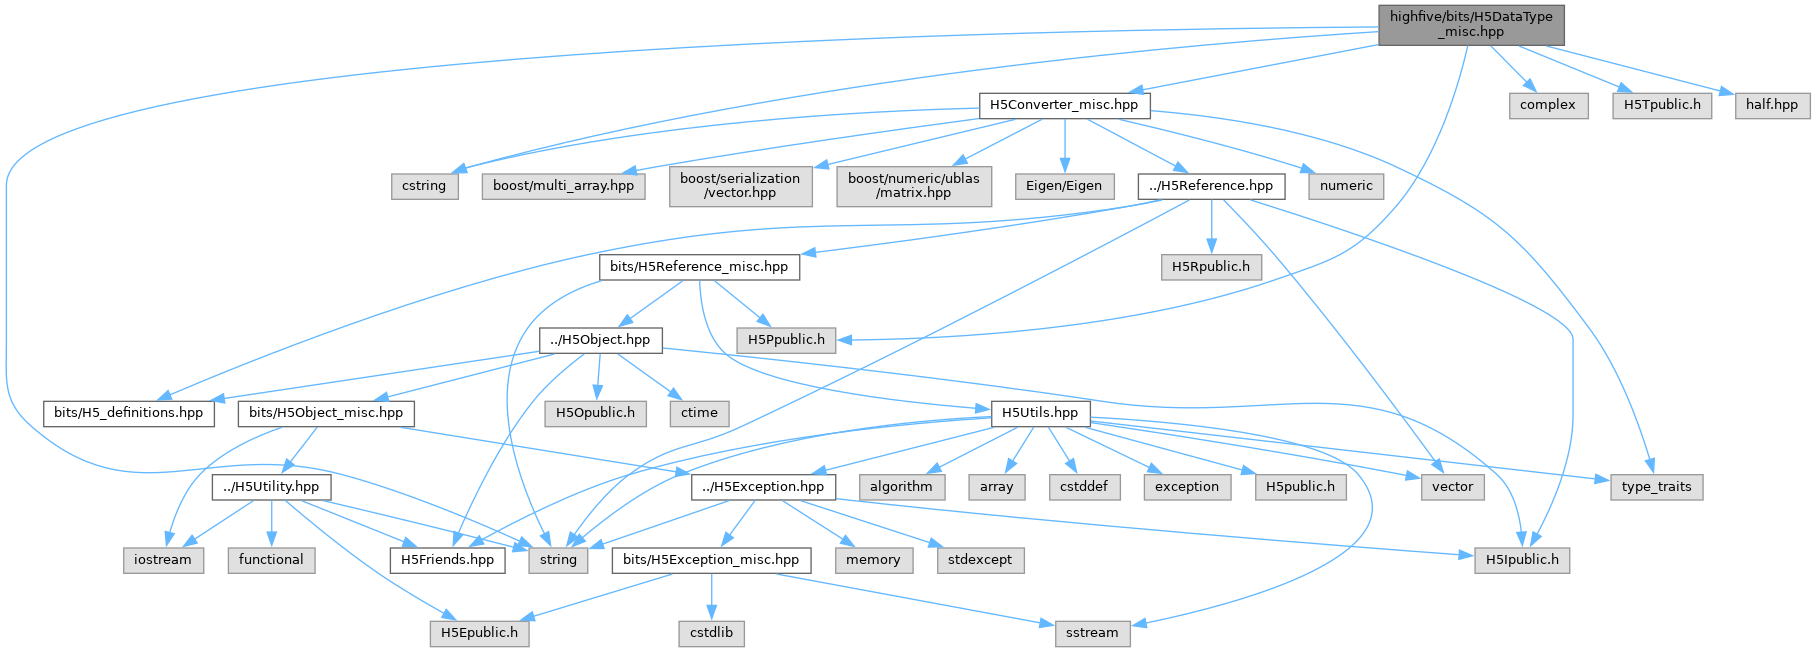 highfive/bits/H5DataType
_misc.hpp
H5Converter_misc.hpp
complex
H5Tpublic.h
half.hpp
cstring
boost/multi_array.hpp
boost/serialization
/vector.hpp
boost/numeric/ublas
/matrix.hpp
Eigen/Eigen
../H5Reference.hpp
numeric
bits/H5Reference_misc.hpp
H5Rpublic.h
../H5Object.hpp
H5Ppublic.h
bits/H5_definitions.hpp
bits/H5Object_misc.hpp
H5Opublic.h
ctime
H5Utils.hpp
../H5Utility.hpp
../H5Exception.hpp
algorithm
array
cstddef
exception
H5public.h
vector
type_traits
iostream
functional
H5Friends.hpp
string
bits/H5Exception_misc.hpp
memory
stdexcept
H5Ipublic.h
H5Epublic.h
cstdlib
sstream